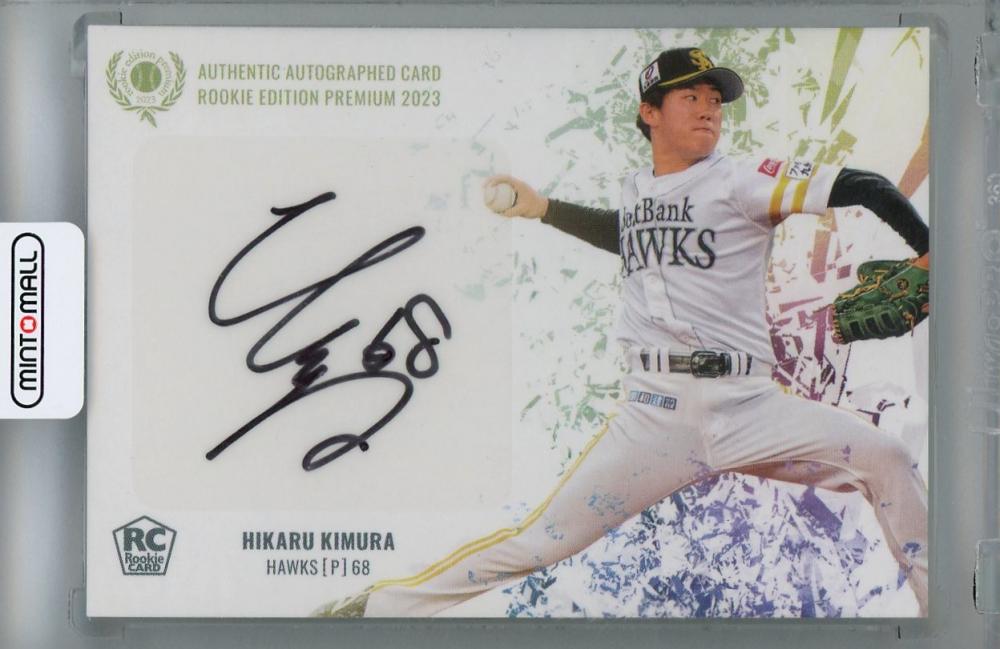 rookie edition premium
2023
AUTHENTIC AUTOGRAPHED CARD
ROOKIE EDITION PREMIUM 2023
SoftBank
HAWKS
68
MINTOMALL
RC
Rookie
CARD
HIKARU KIMURA
HAWKS [P] 68